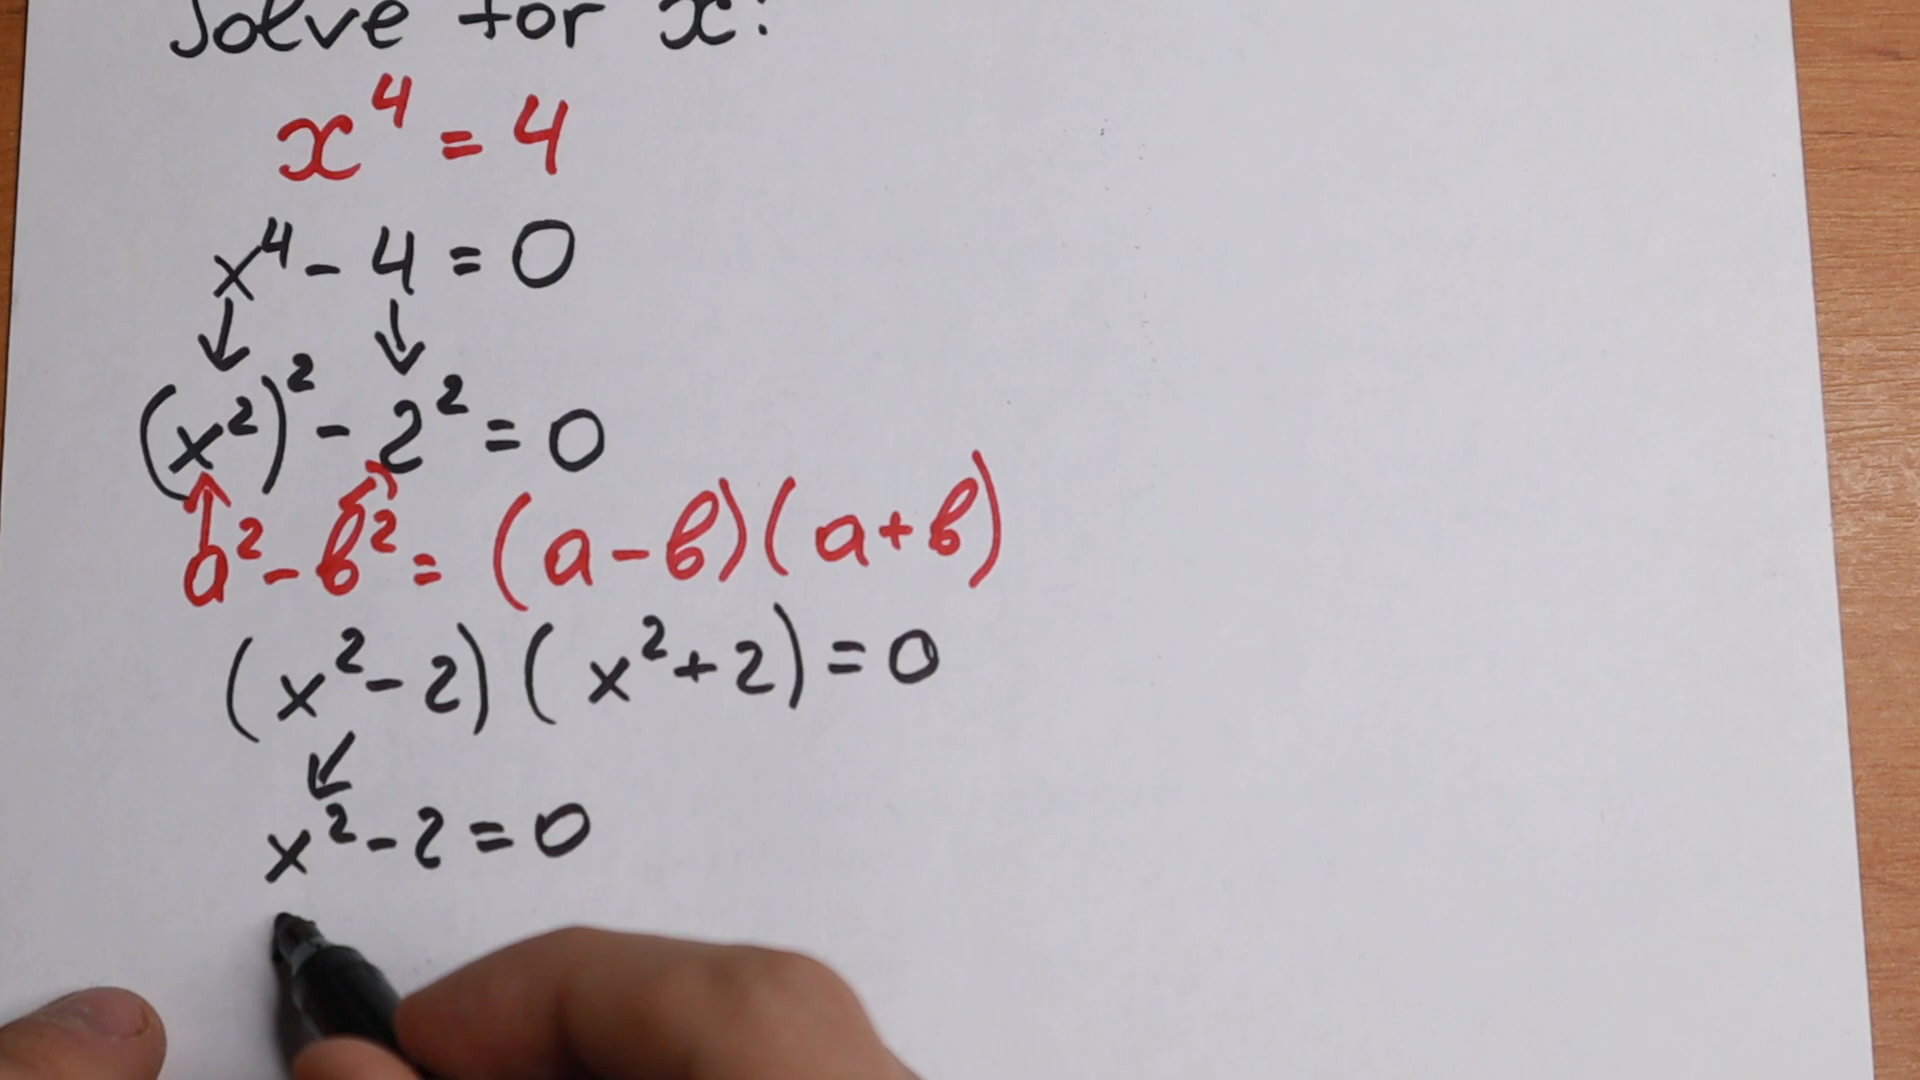 Solve for x:
x⁴ = 4
x⁴ - 4 = 0
(x²)² - 2² = 0
a² - b² = (a - b)(a + b)
(x² - 2)(x² + 2) = 0
x² - 2 = 0